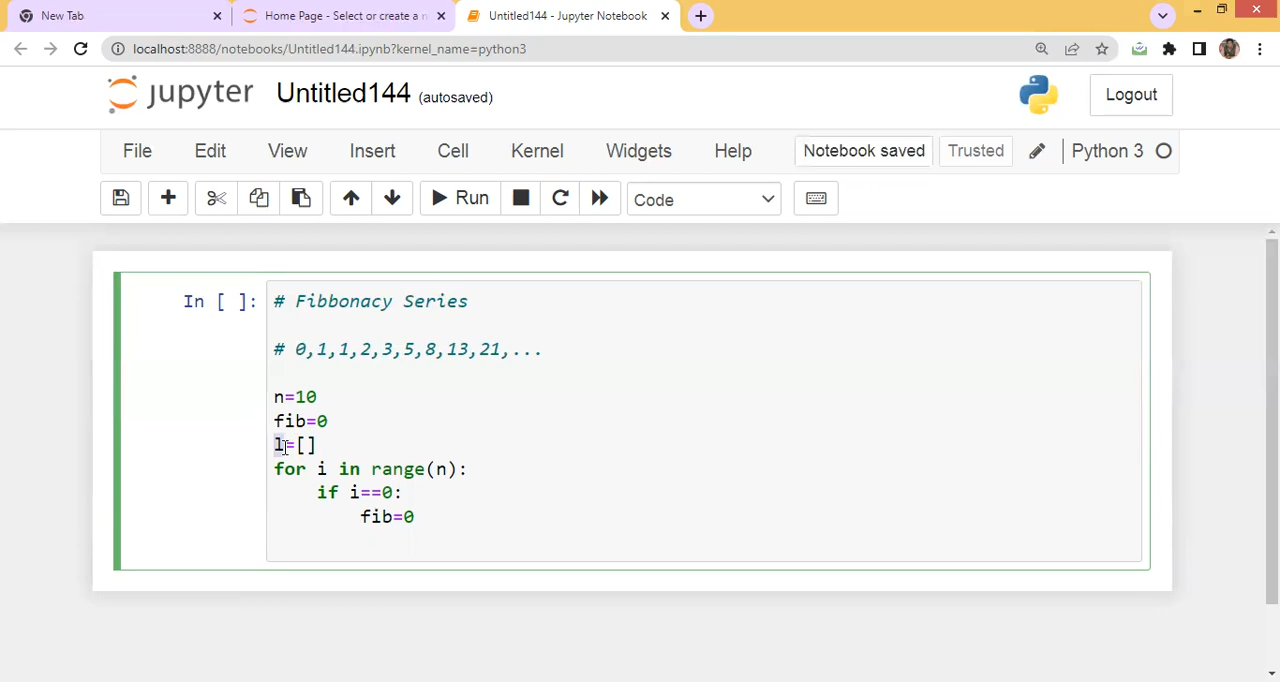 New Tab
Home Page - Select or create a n
Untitled144 - Jupyter Notebook
localhost:8888/notebooks/Untitled144.ipynb?kernel_name=python3
jupyter Untitled144 (autosaved)
Logout
File Edit View Insert Cell Kernel Widgets Help Notebook saved Trusted Python 3
Run Code
In [ ]: # Fibbonacy Series
# 0,1,1,2,3,5,8,13,21,...
n=10
fib=0
l=[]
for i in range(n):
    if i==0:
        fib=0